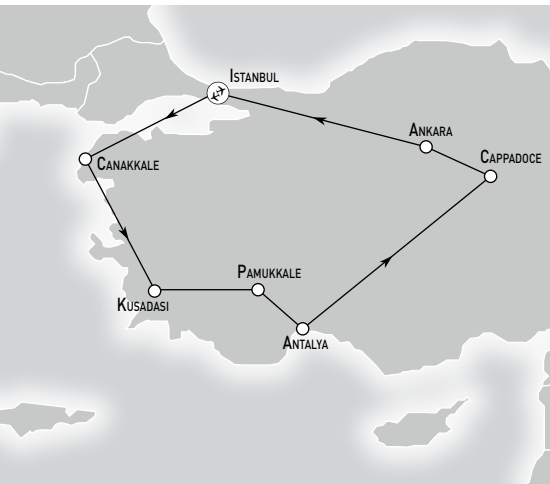 ISTANBUL
ANKARA
CANAKKALE
CAPPADOCE
PAMUKKALE
KUSADASI
ANTALYA